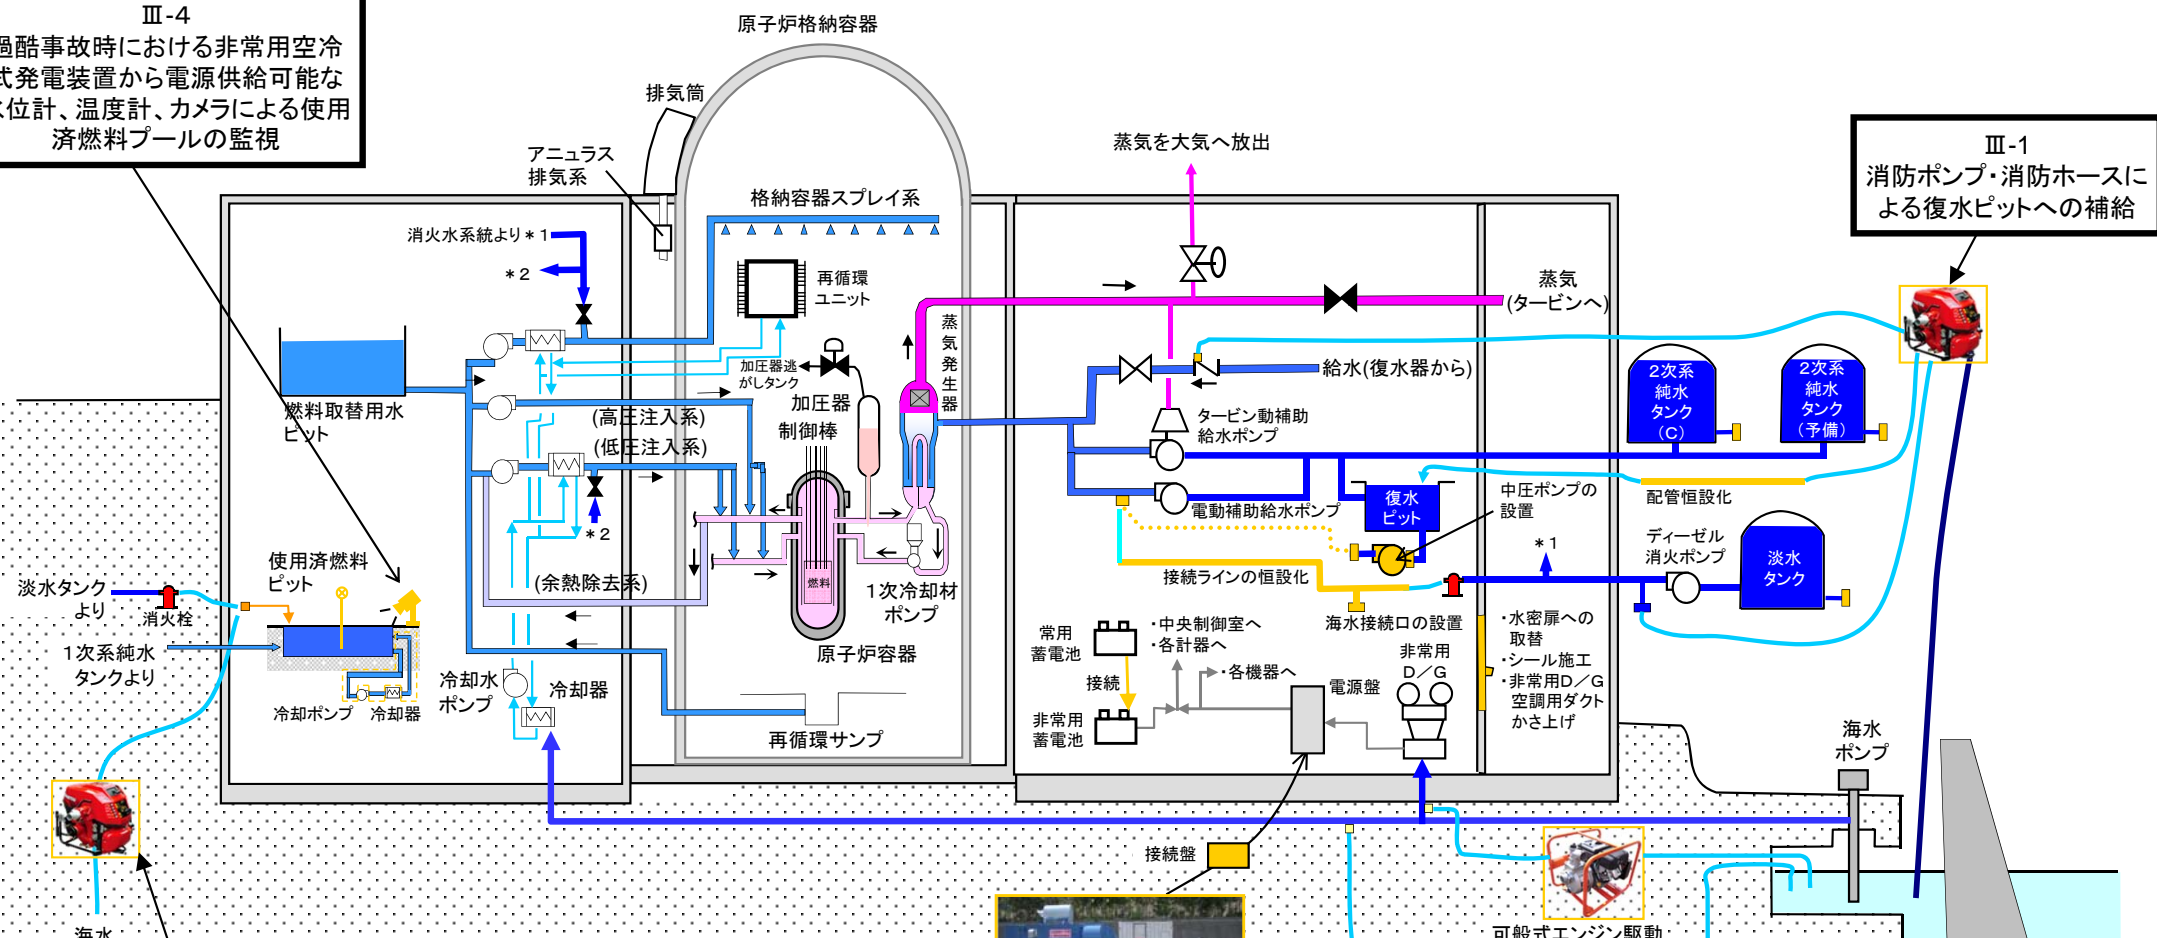 Ⅲ-4
過酷事故時における非常用空冷
式発電装置から電源供給可能な
水位計、温度計、カメラによる使用
済燃料プールの監視
原子炉格納容器
排気筒
アニュラス
排気系
蒸気を大気へ放出
Ⅲ-1
消防ポンプ・消防ホースに
よる復水ピットへの補給
格納容器スプレイ系
消火水系統より＊1
＊2
再循環
ユニット
蒸気
(タービンへ)
蒸気発生器
加圧器逃
がしタンク
加圧器
制御棒
給水(復水器から)
2次系
純水
タンク
(C)
2次系
純水
タンク
(予備)
燃料取替用水
ピット
(高圧注入系)
(低圧注入系)
タービン動補助
給水ポンプ
電動補助給水ポンプ
復水
ピット
中圧ポンプの
設置
配管恒設化
ディーゼル
消火ポンプ
淡水
タンク
＊1
＊2
使用済燃料
ピット
淡水タンク
より
消火栓
1次系純水
タンクより
(余熱除去系)
燃料
1次冷却材
ポンプ
原子炉容器
接続ラインの恒設化
海水接続口の設置
・水密扉への
取替
・シール施工
・非常用D／G
空調用ダクト
かさ上げ
常用
蓄電池
・中央制御室へ
・各計器へ
・各機器へ
接続
非常用
蓄電池
電源盤
非常用
D／G
冷却水
ポンプ
冷却器
冷却ポンプ
冷却器
再循環サンプ
海水
ポンプ
接続盤
海水
可搬式エンジン駆動